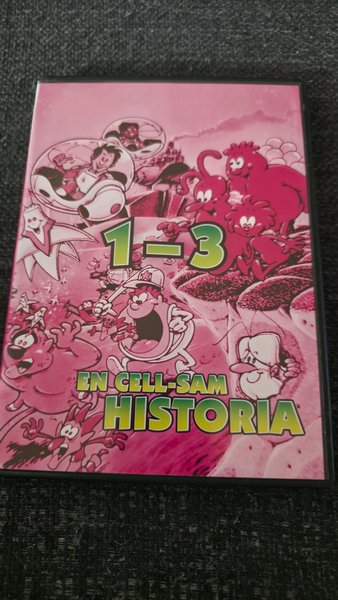 1-3
EN CELL-SAM
HISTORIA